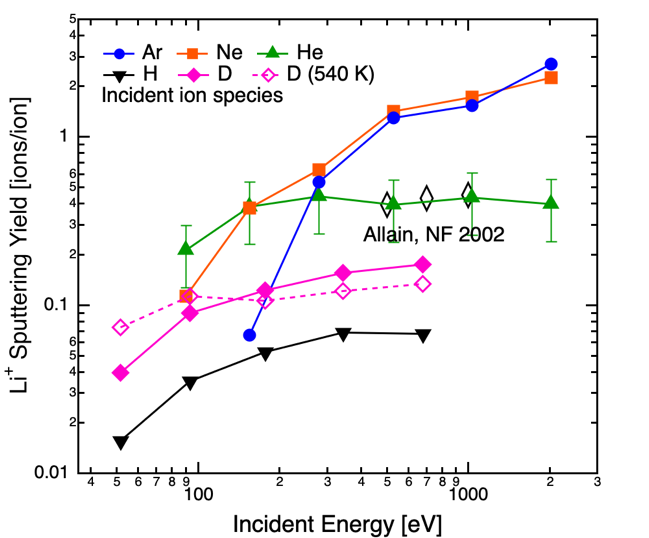 5
4
3
2
1
6
5
4
3
2
0.1
6
5
4
3
2
0.01
Li+ Sputtering Yield [ions/ion]
Ar Ne He
H D D (540 K)
Incident ion species
Allain, NF 2002
4 5 6 7 8 9 100 2 3 4 5 6 7 8 9 1000 2 3
Incident Energy [eV]